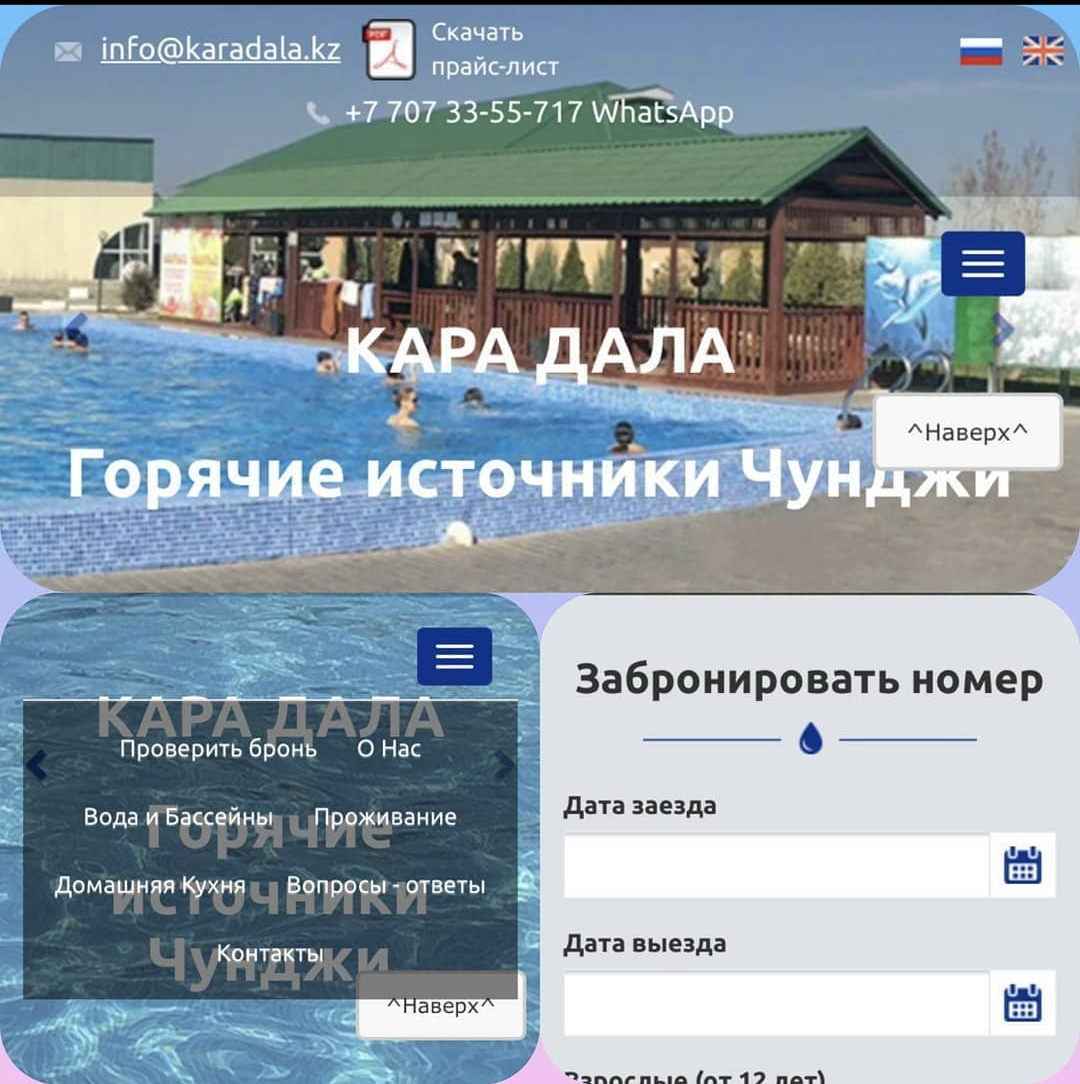 info@karadala.kz
Скачать
прайс-лист
+7 707 33-55-717 WhatsApp
КАРА ДАЛА
^Наверх^
Горячие источники Чунджи
КАРА ДАЛА
Проверить бронь О Нас
Вода и Бассейны Проживание
Горячие
Домашняя Кухня Вопросы - ответы
источники
Контакты
Чунджи
^Наверх^
Забронировать номер
Дата заезда
Дата выезда
Взрослые (от 12 лет)